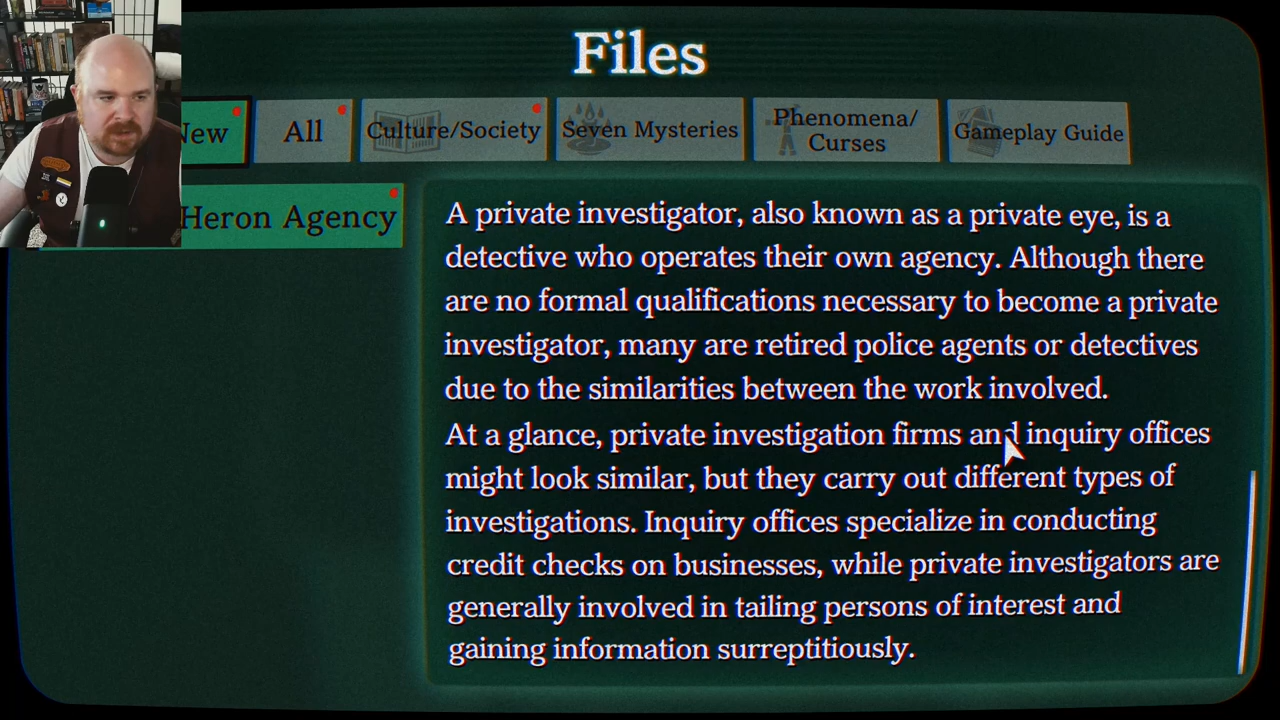 Files
New
All
Culture/Society
Seven Mysteries
Phenomena/
Curses
Gameplay Guide
Heron Agency
A private investigator, also known as a private eye, is a
detective who operates their own agency. Although there
are no formal qualifications necessary to become a private
investigator, many are retired police agents or detectives
due to the similarities between the work involved.
At a glance, private investigation firms and inquiry offices
might look similar, but they carry out different types of
investigations. Inquiry offices specialize in conducting
credit checks on businesses, while private investigators are
generally involved in tailing persons of interest and
gaining information surreptitiously.